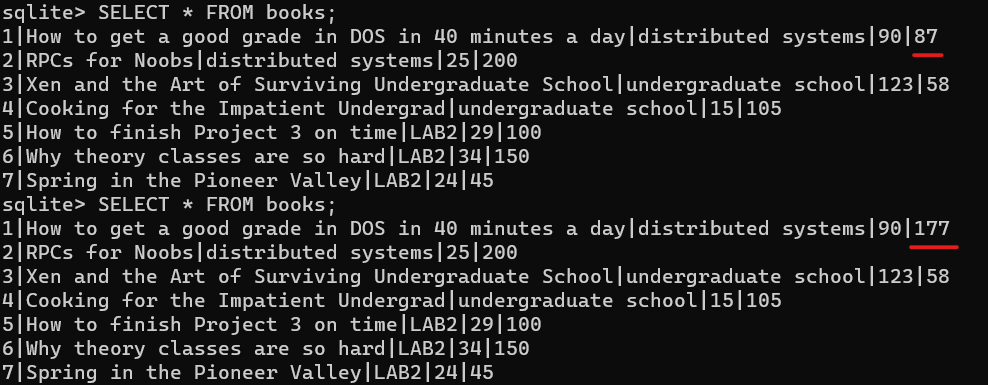 sqlite> SELECT * FROM books;
1|How to get a good grade in DOS in 40 minutes a day|distributed systems|90|87
2|RPCs for Noobs|distributed systems|25|200
3|Xen and the Art of Surviving Undergraduate School|undergraduate school|123|58
4|Cooking for the Impatient Undergrad|undergraduate school|15|105
5|How to finish Project 3 on time|LAB2|29|100
6|Why theory classes are so hard|LAB2|34|150
7|Spring in the Pioneer Valley|LAB2|24|45
sqlite> SELECT * FROM books;
1|How to get a good grade in DOS in 40 minutes a day|distributed systems|90|177
2|RPCs for Noobs|distributed systems|25|200
3|Xen and the Art of Surviving Undergraduate School|undergraduate school|123|58
4|Cooking for the Impatient Undergrad|undergraduate school|15|105
5|How to finish Project 3 on time|LAB2|29|100
6|Why theory classes are so hard|LAB2|34|150
7|Spring in the Pioneer Valley|LAB2|24|45